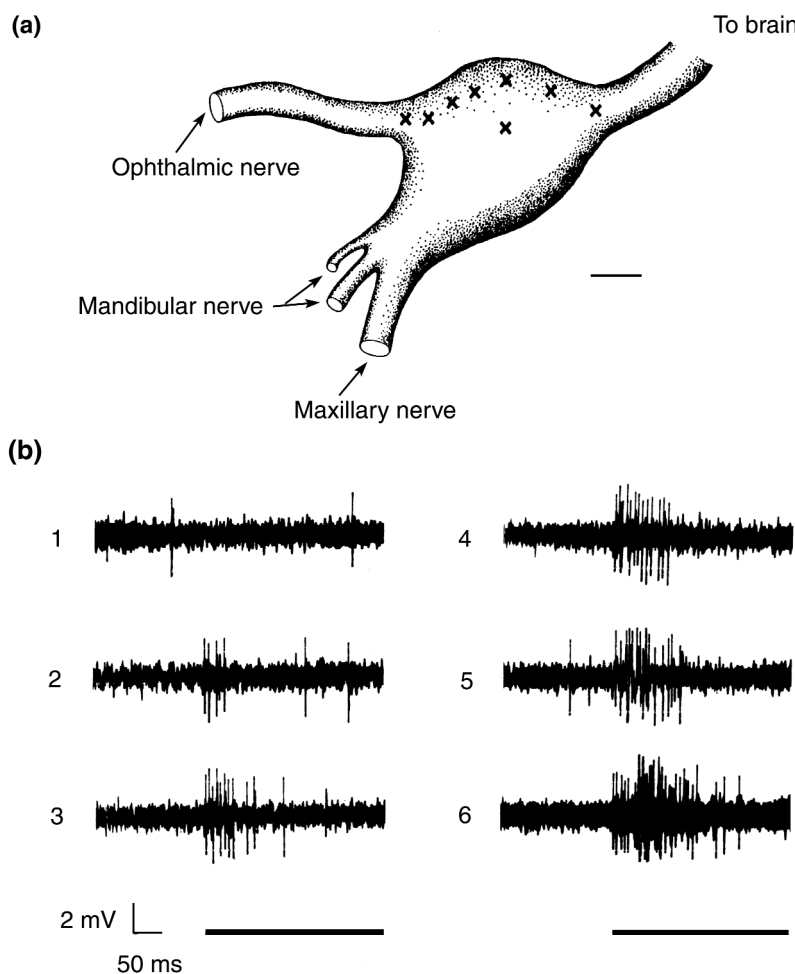 (a)
To brain
Ophthalmic nerve
Mandibular nerve
Maxillary nerve
(b)
1
4
2
5
3
6
2 mV
50 ms